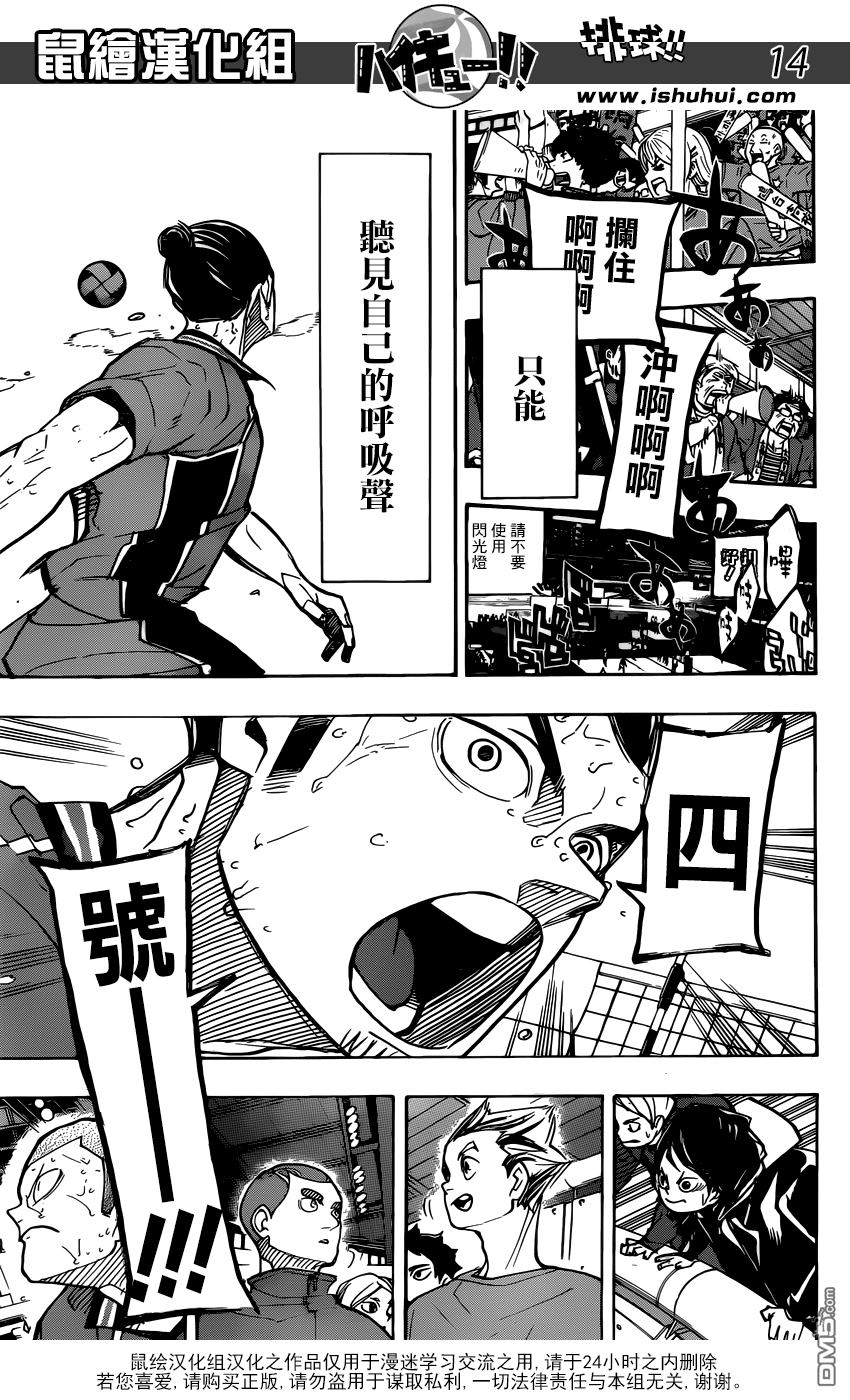 鼠繪漢化組
ハイキュー!!
排球!!
14
www.ishuhui.com
攔住
啊啊啊
沖啊啊啊
只能
聽見自己的呼吸聲
請不要
使用
閃光燈
嘩
四
號——!!!
鼠绘汉化组汉化之作品仅用于漫迷学习交流之用, 请于24小时之内删除
若您喜爱, 请购买正版, 请勿盗用于谋取私利, 一切法律责任与本组无关, 谢谢。
DM5.com